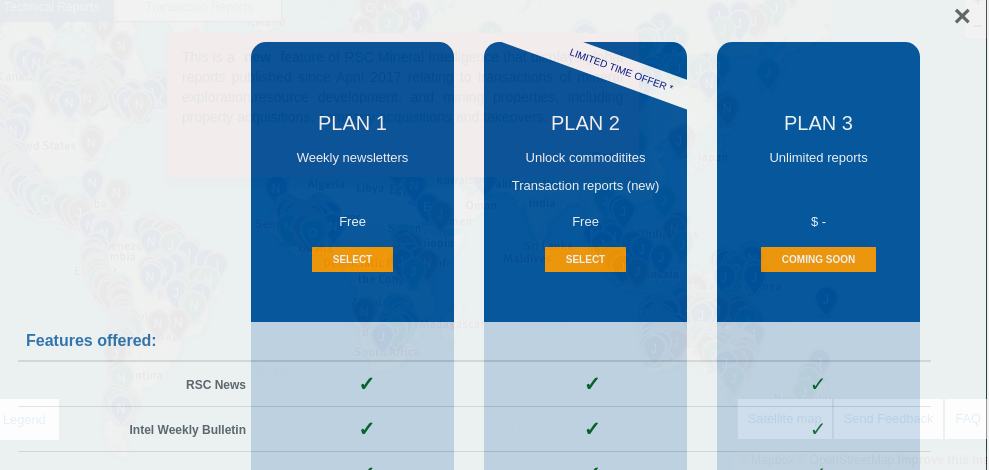 Technical Reports
Transaction Reports
×
This is a new feature of RSC Mineral Intelligence that
reports published since April 2017 relating to transactions of
exploration, resource development, and mining properties, including
property acquisitions, acquisitions and takeovers.
LIMITED TIME OFFER *
PLAN 1
PLAN 2
PLAN 3
Weekly newsletters
Unlock commoditites
Unlimited reports
Transaction reports (new)
Free
Free
$ -
SELECT
SELECT
COMING SOON
Features offered:
RSC News ✓ ✓ ✓
Intel Weekly Bulletin ✓ ✓ ✓
Legend
Satellite map
Send Feedback
FAQ
© Mapbox © OpenStreetMap Improve this